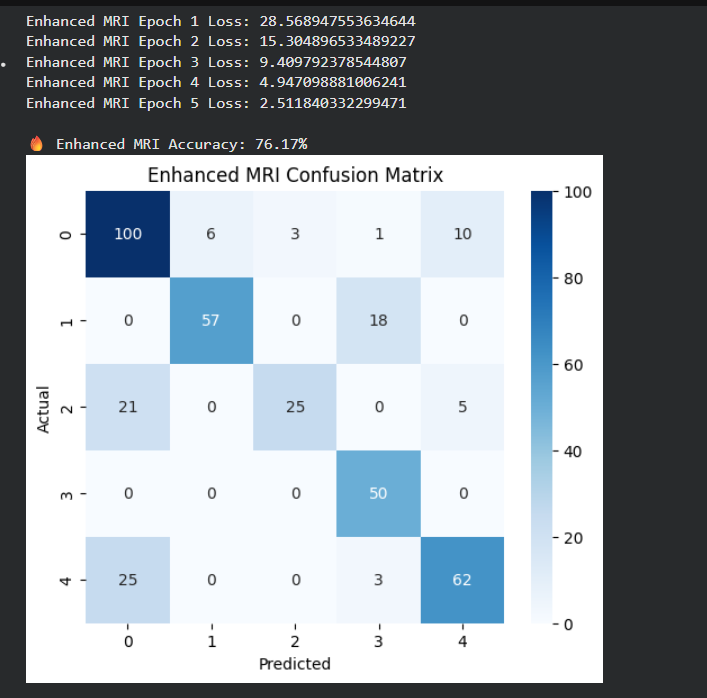 Enhanced MRI Epoch 1 Loss: 28.568947553634644
Enhanced MRI Epoch 2 Loss: 15.304896533489227
Enhanced MRI Epoch 3 Loss: 9.409792378544807
Enhanced MRI Epoch 4 Loss: 4.947098881006241
Enhanced MRI Epoch 5 Loss: 2.511840332299471
🔥 Enhanced MRI Accuracy: 76.17%
Enhanced MRI Confusion Matrix
0 100 6 3 1 10
1 0 57 0 18 0
2 21 0 25 0 5
3 0 0 0 50 0
4 25 0 0 3 62
0 1 2 3 4
Actual
Predicted
100
80
60
40
20
0